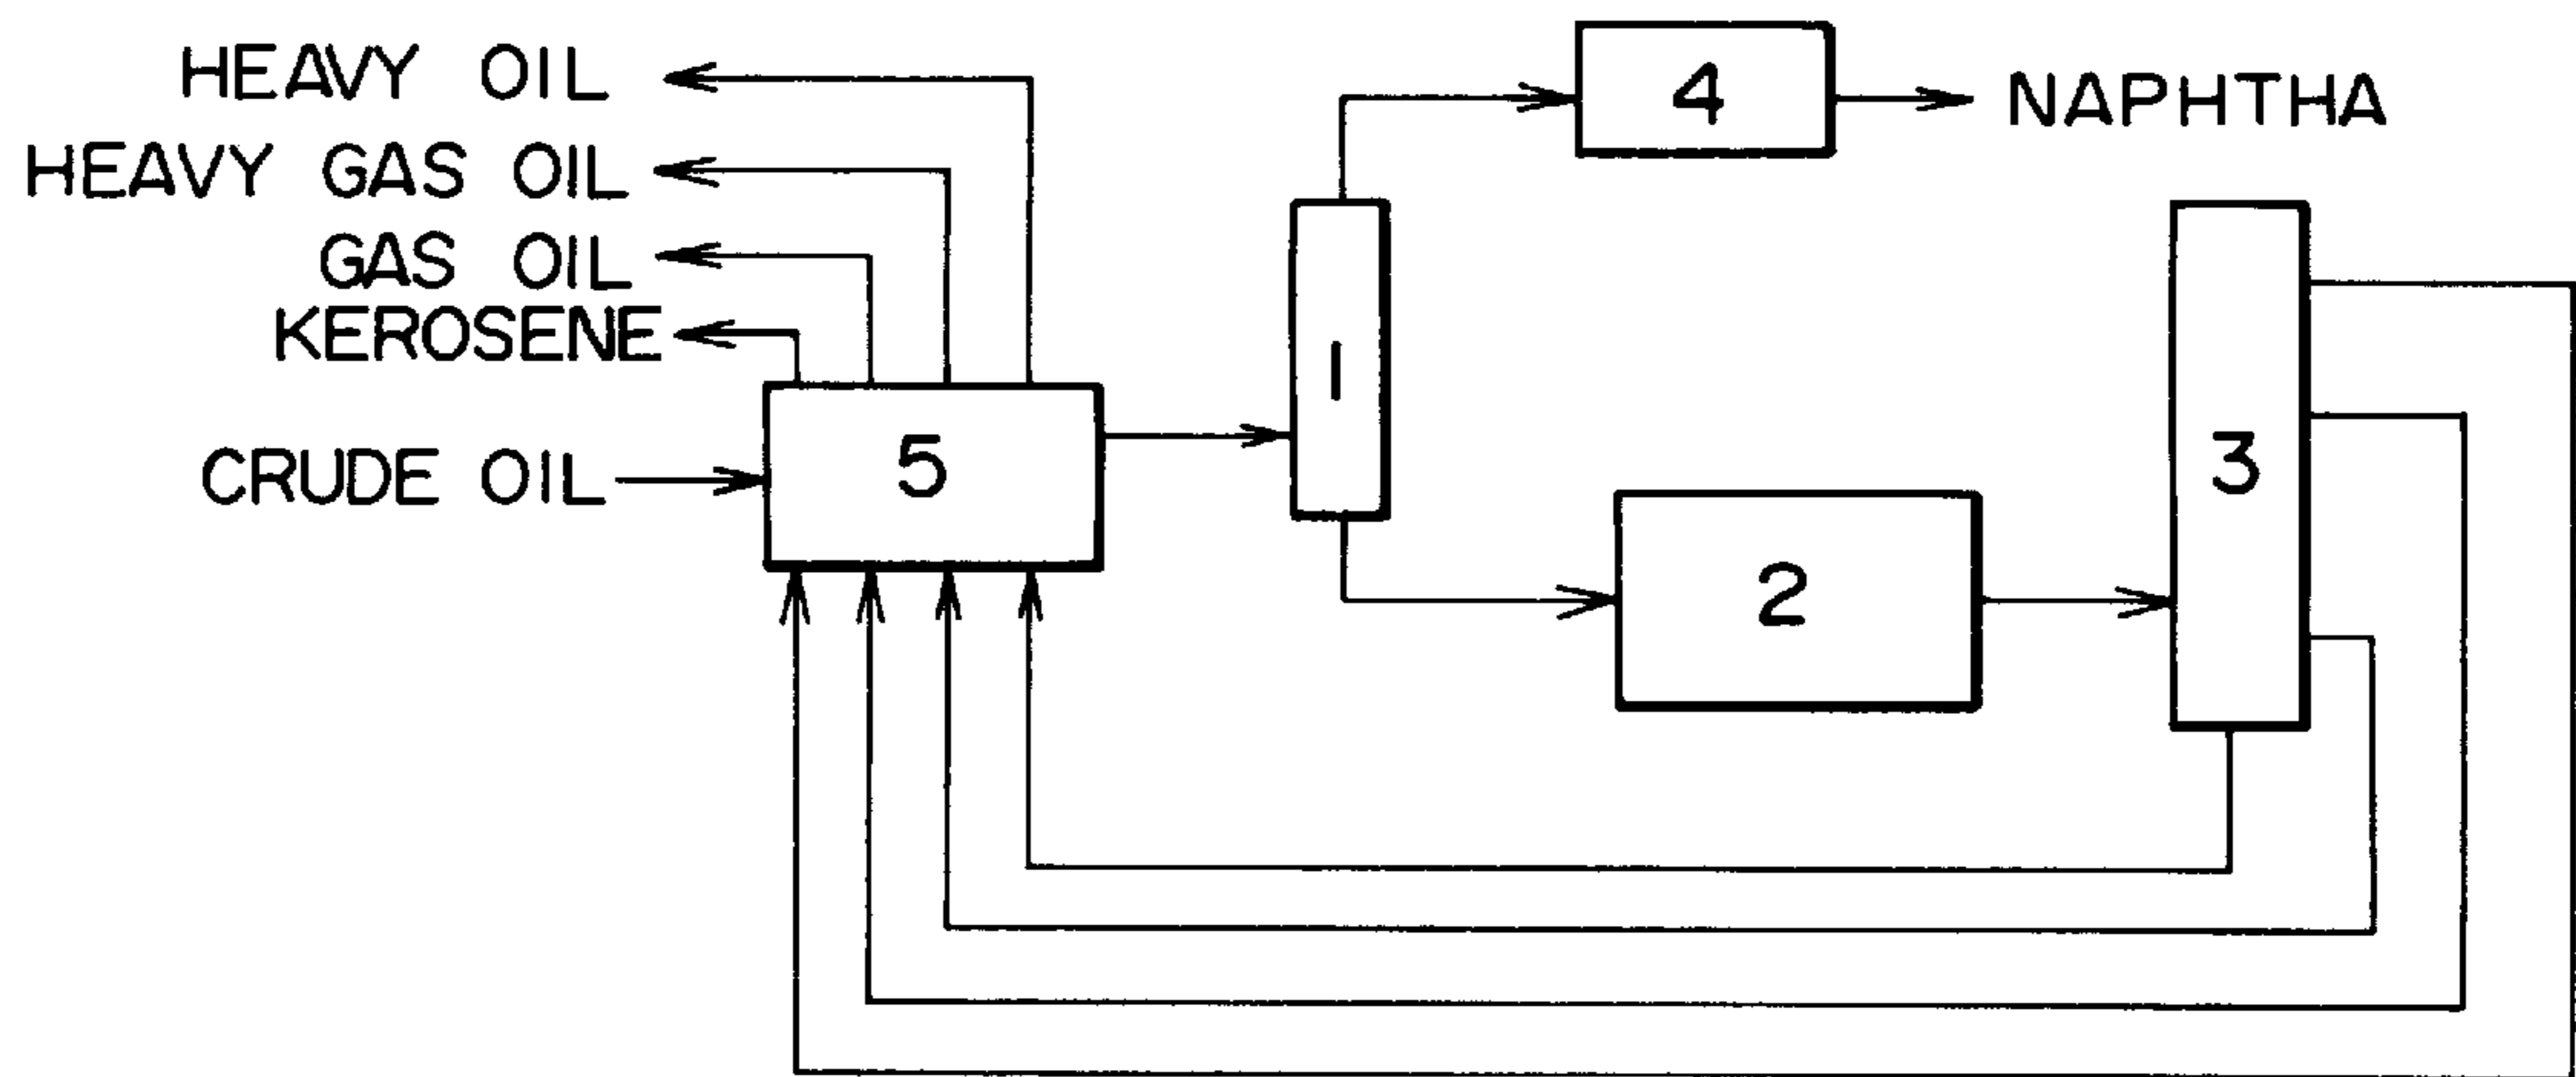 HEAVY OIL
HEAVY GAS OIL
GAS OIL
KEROSENE
CRUDE OIL
5
1
4
NAPHTHA
2
3